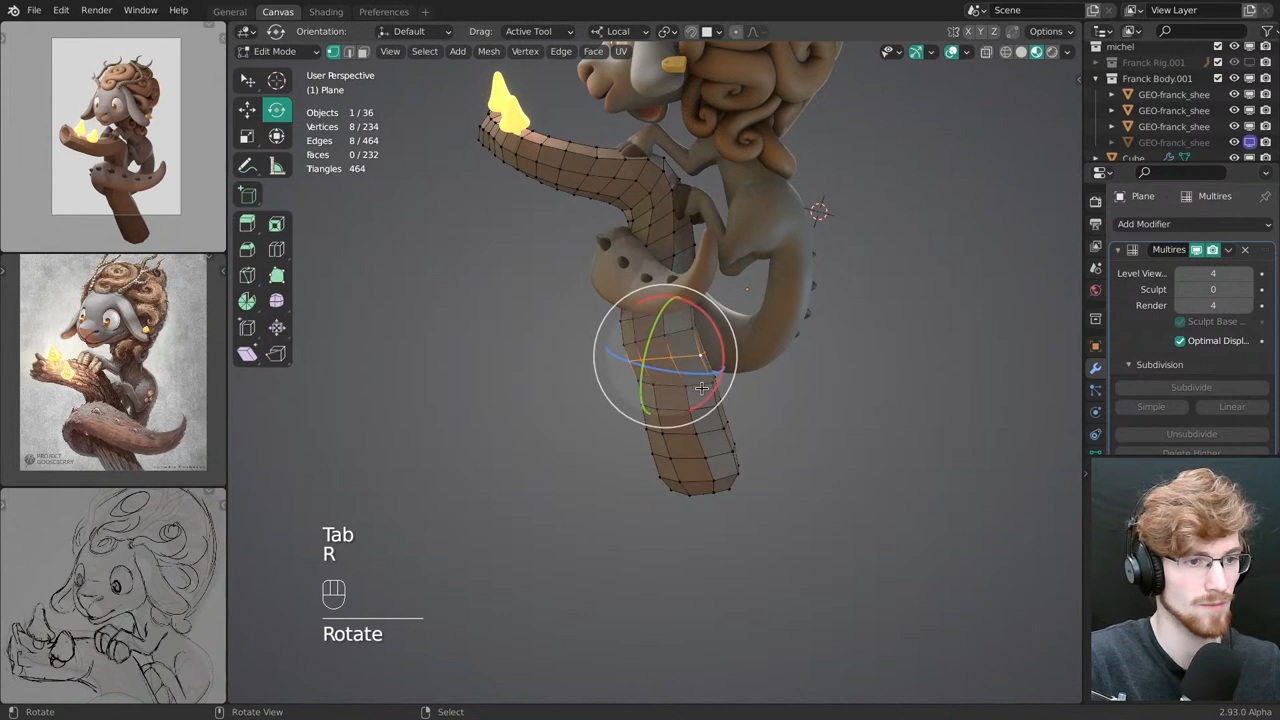 File Edit Render Window Help General Canvas Shading Preferences +
Scene View Layer
Orientation: Default Drag: Active Tool Local X Y Z Options
Edit Mode View Select Add Mesh Vertex Edge Face UV
User Perspective
(1) Plane
Objects 1 / 36
Vertices 8 / 234
Edges 8 / 464
Faces 0 / 232
Triangles 464
michel
Franck Rig.001
Franck Body.001
GEO-franck_shee
GEO-franck_shee
GEO-franck_shee
GEO-franck_shee
Cube
Plane Multires
Add Modifier
Multires
Level View... 4
Sculpt 0
Render 4
Sculpt Base ...
Optimal Displ...
Subdivision
Subdivide
Simple Linear
Unsubdivide
Delete Higher
PROJECT
GOOSEBERRY
Tab
R
Rotate
Rotate Rotate View Select 2.93.0 Alpha